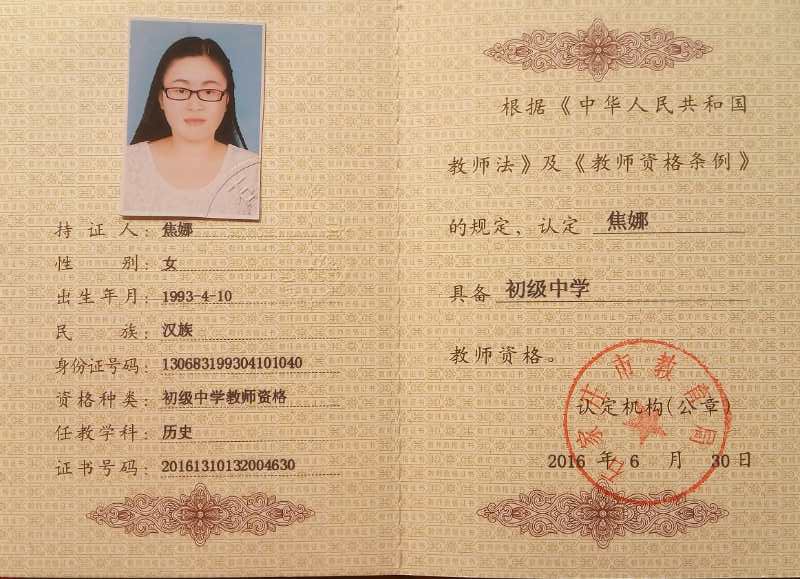 持证人：焦娜
性别：女
出生年月：1993-4-10
民族：汉族
身份证号码：130683199304101040
资格种类：初级中学教师资格
任教学科：历史
证书号码：20161310132004630
根据《中华人民共和国
教师法》及《教师资格条例》
的规定，认定 焦娜
具备 初级中学
教师资格。
石家庄市教育局
认定机构(公章)
2016 年 6 月 30 日